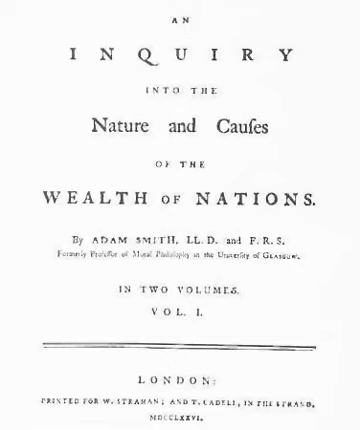 AN
INQUIRY
INTO THE
Nature and Cauſes
OF THE
WEALTH OF NATIONS.
By ADAM SMITH, LL. D. and F. R. S.
Formerly Profeſſor of Moral Philoſophy in the Univerſity of GLASGOW.
IN TWO VOLUMES.
VOL. I.
LONDON:
PRINTED FOR W. STRAHAN; AND T. CADELL, IN THE STRAND.
MDCCLXXVI.